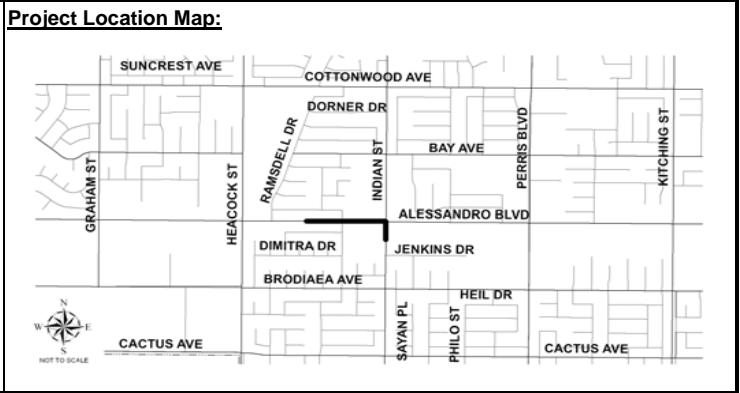 Project Location Map:
SUNCREST AVE
COTTONWOOD AVE
DORNER DR
RAMSDELL DR
INDIAN ST
BAY AVE
PERRIS BLVD
KITCHING ST
GRAHAM ST
HEACOCK ST
ALESSANDRO BLVD
DIMITRA DR
JENKINS DR
BRODIAEA AVE
HEIL DR
N
W E
S
NOT TO SCALE
CACTUS AVE
SAYAN PL
PHILO ST
CACTUS AVE